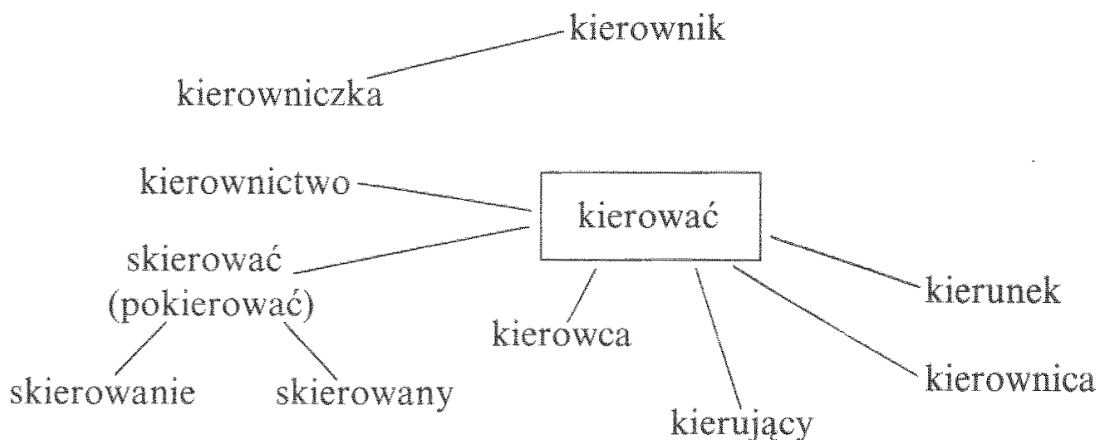 kierownik
kierowniczka
kierownictwo
kierować
skierować
(pokierować)
kierunek
kierowca
kierownica
skierowanie
skierowany
kierujący